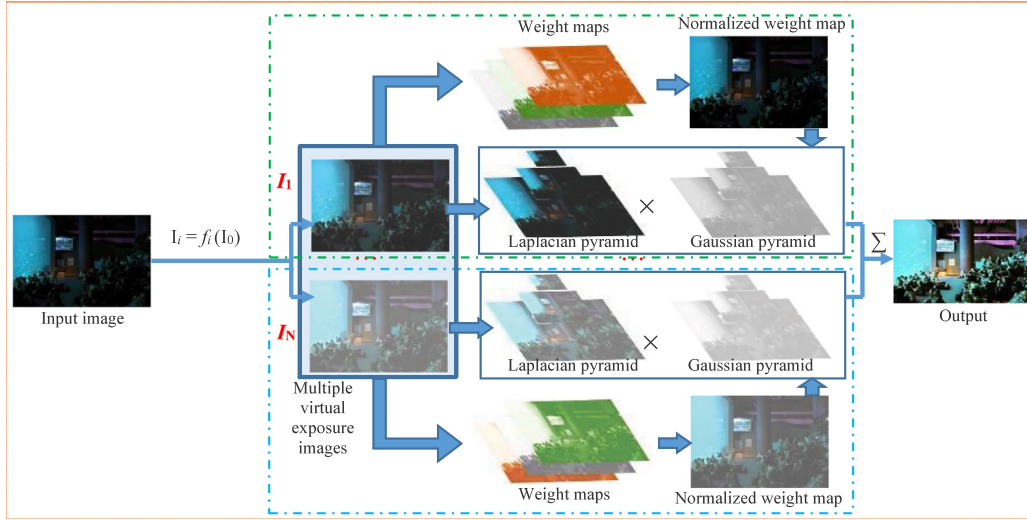 Weight maps
Normalized weight map
I₁
Laplacian pyramid
×
Gaussian pyramid
Iᵢ = fᵢ(I₀)
...
...
∑
Input image
Output
I_N
Laplacian pyramid
×
Gaussian pyramid
Multiple
virtual
exposure
images
Weight maps
Normalized weight map